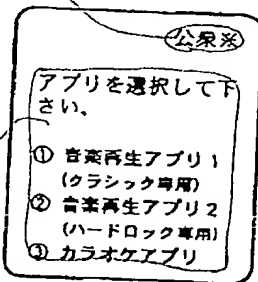 公衆
アプリを選択して下
さい、
① 音楽再生アプリ1
(クラシック専用)
② 音楽再生アプリ2
(ハードロック専用)
③ カラオケアプリ